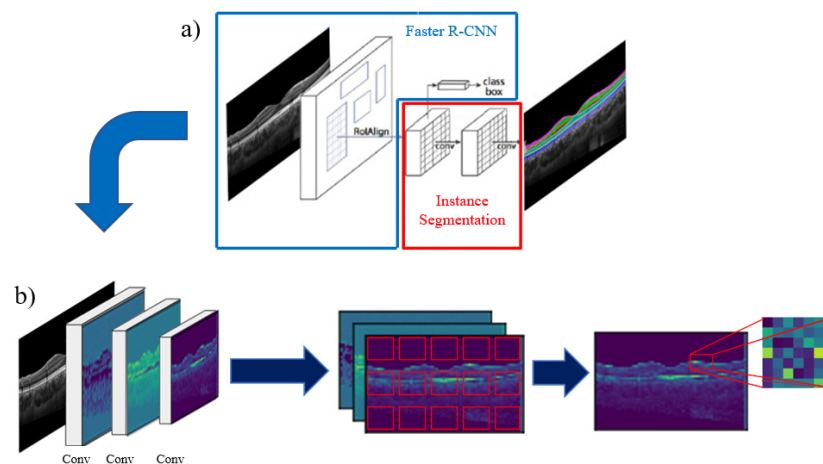 a)
Faster R-CNN
class
box
RoIAlign
conv
conv
Instance
Segmentation
b)
Conv
Conv
Conv